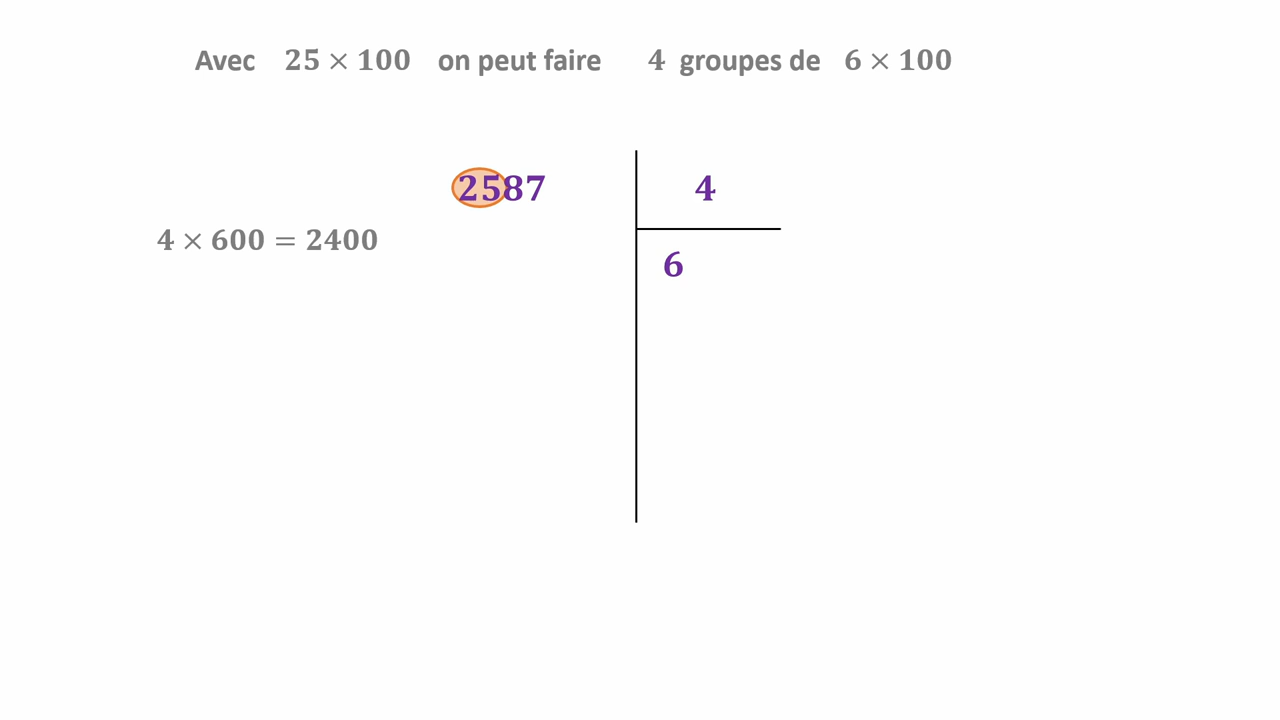 Avec 25 × 100 on peut faire 4 groupes de 6 × 100
2587 4
4 × 600 = 2400
6